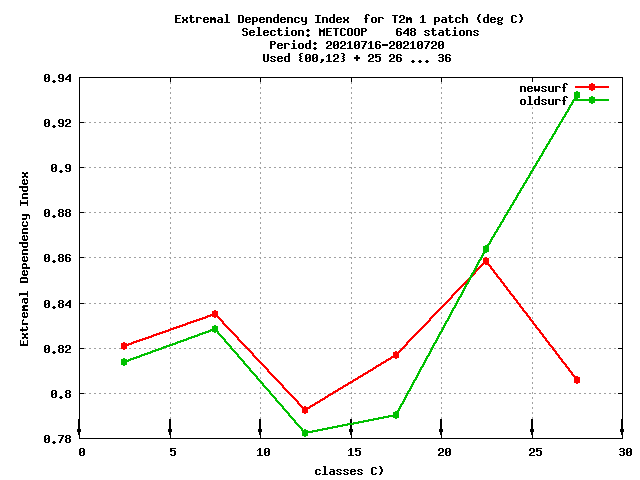 Extremal Dependency Index  for T2m 1 patch (deg C)
Selection: METCOOP    648 stations
Period: 20210716-20210720
Used {00,12} + 25 26 ... 36
newsurf
oldsurf
Extremal Dependency Index
0.94
0.92
0.9
0.88
0.86
0.84
0.82
0.8
0.78
0 5 10 15 20 25 30
classes C)